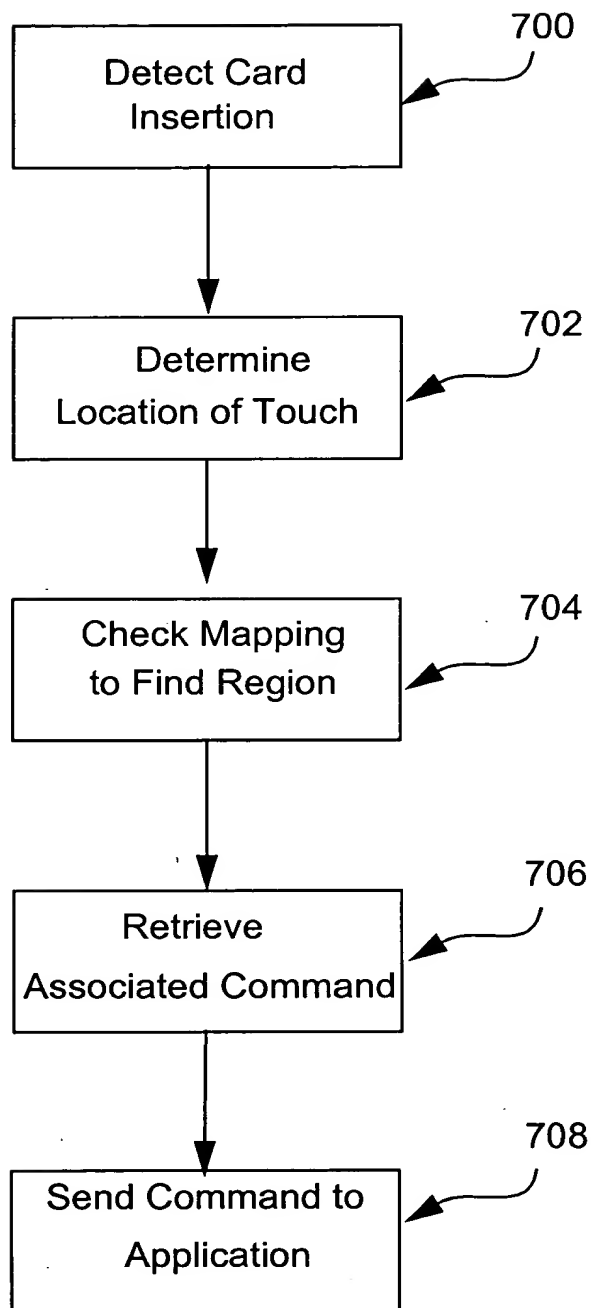 700
Detect Card
Insertion
702
Determine
Location of Touch
704
Check Mapping
to Find Region
706
Retrieve
Associated Command
708
Send Command to
Application